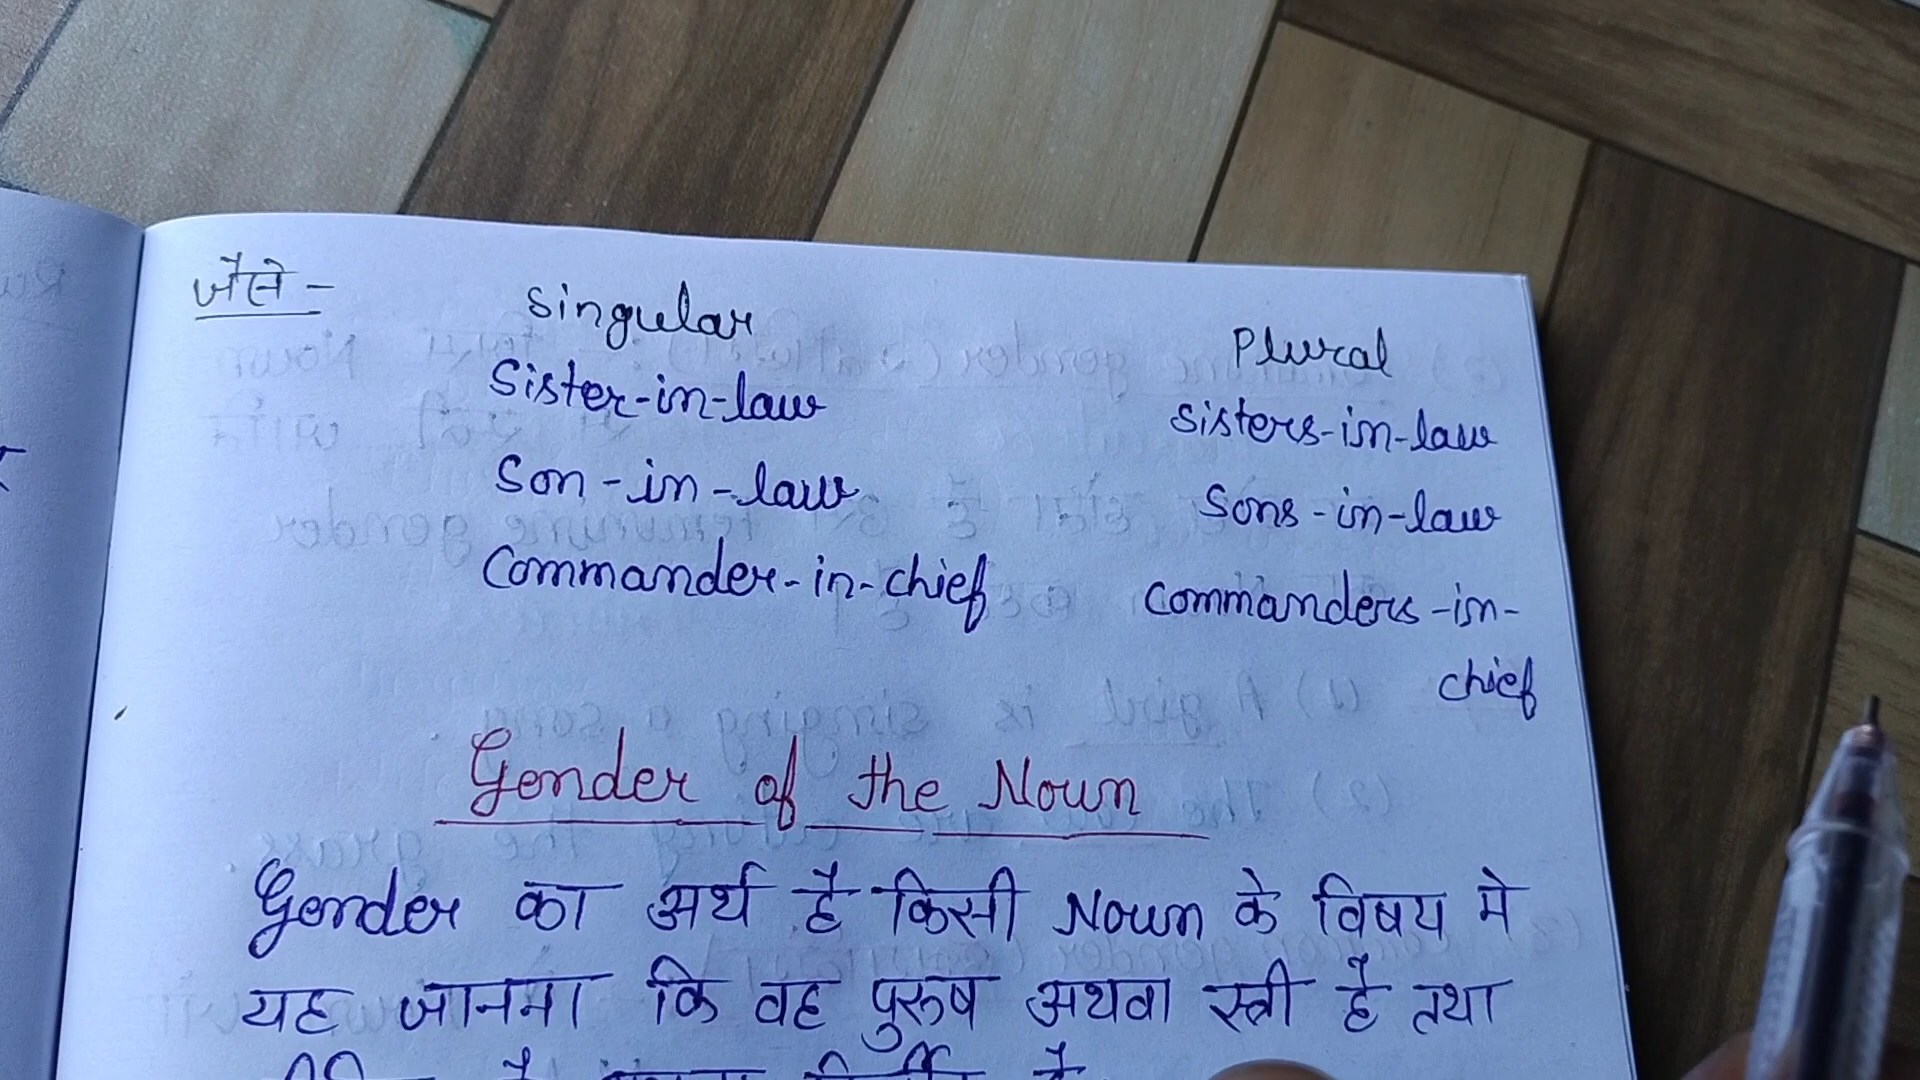 जैसे -
Singular Plural
Sister-in-law Sisters-in-law
Son-in-law Sons-in-law
Commander-in-chief Commanders-in-
chief
Gender of the Noun
Gender का अर्थ है किसी Noun के विषय मे
यह जानना कि वह पुरूष अथवा स्त्री है तथा